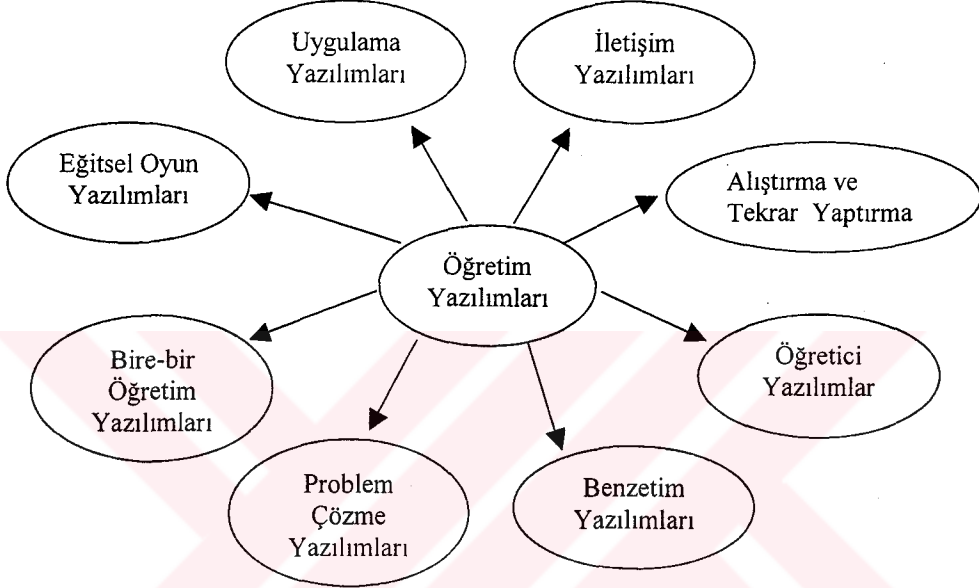 Uygulama
Yazılımları
İletişim
Yazılımları
Eğitsel Oyun
Yazılımları
Alıştırma ve
Tekrar Yaptırma
Öğretim
Yazılımları
Bire-bir
Öğretim
Yazılımları
Öğretici
Yazılımlar
Problem
Çözme
Yazılımları
Benzetim
Yazılımları